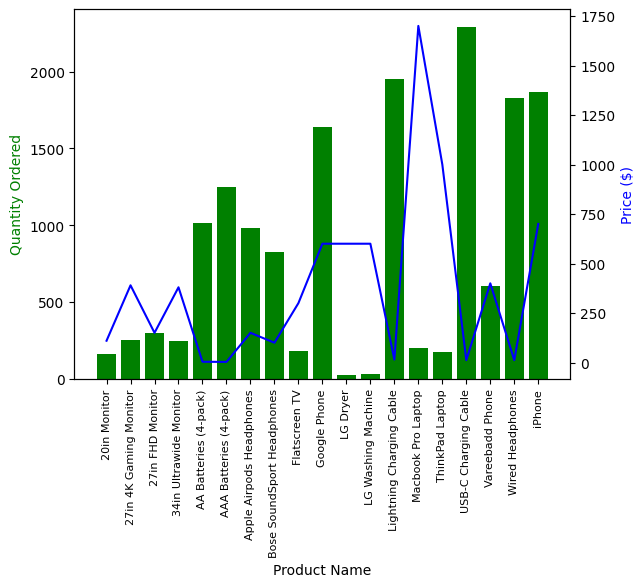 Quantity Ordered
2000
1500
1000
500
0
Price ($)
1750
1500
1250
1000
750
500
250
0
20in Monitor
27in 4K Gaming Monitor
27in FHD Monitor
34in Ultrawide Monitor
AA Batteries (4-pack)
AAA Batteries (4-pack)
Apple Airpods Headphones
Bose SoundSport Headphones
Flatscreen TV
Google Phone
LG Dryer
LG Washing Machine
Lightning Charging Cable
Macbook Pro Laptop
ThinkPad Laptop
USB-C Charging Cable
Vareebadd Phone
Wired Headphones
iPhone
Product Name